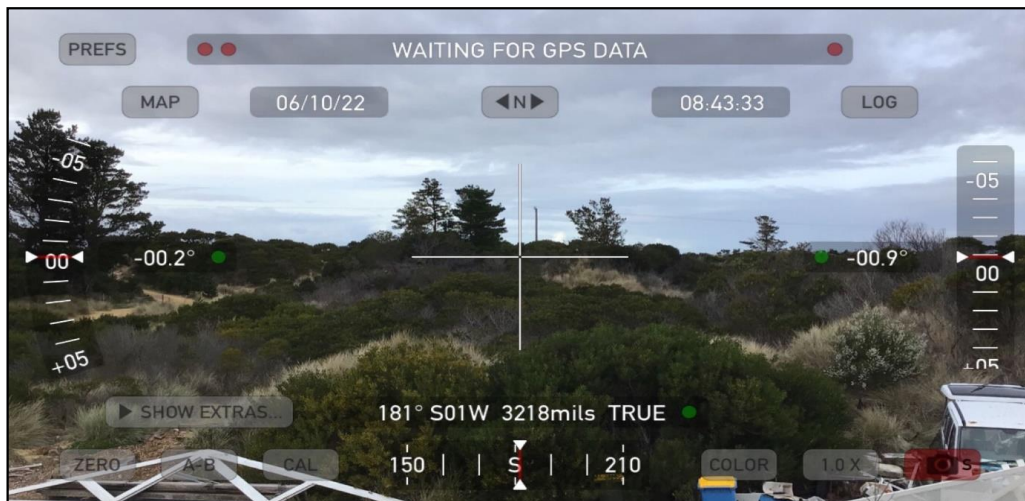 PREFS WAITING FOR GPS DATA
MAP 06/10/22 ◀N▶ 08:43:33 LOG
-05 -05
00 -00.2° -00.9° 00
+05 +05
▶ SHOW EXTRAS... 181° S01W 3218mils TRUE
ZERO A-B CAL 150 S 210 COLOR 1.0 X S